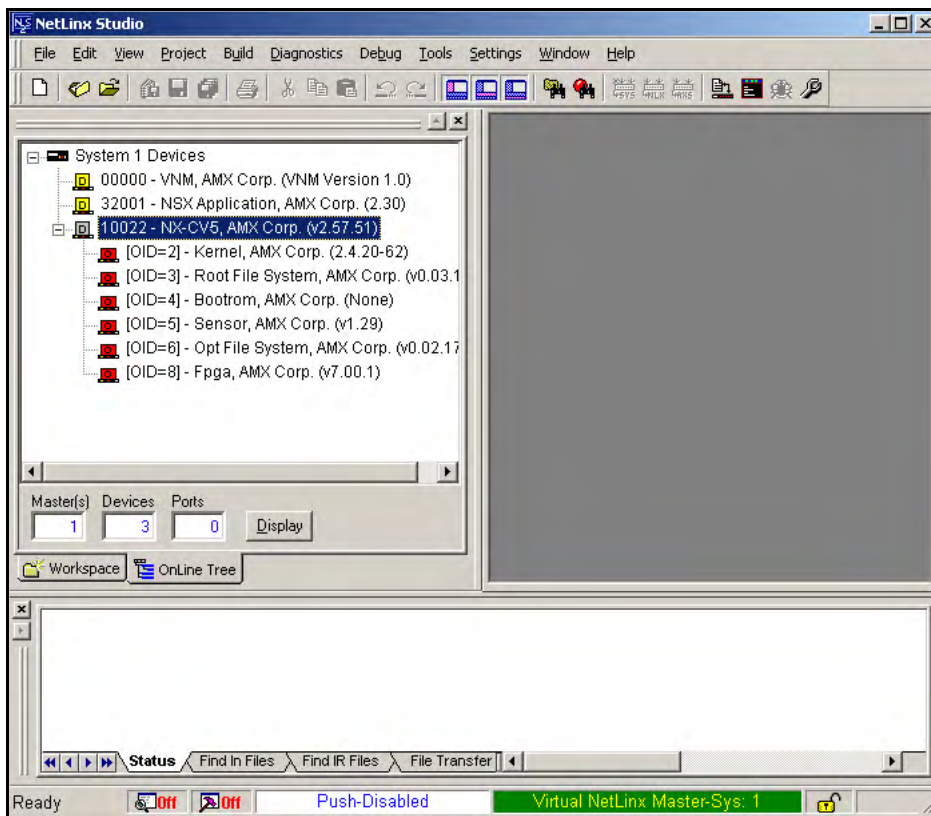 NetLinx Studio
File Edit View Project Build Diagnostics Debug Tools Settings Window Help
SYS NLX AXS
System 1 Devices
00000 - VNM, AMX Corp. (VNM Version 1.0)
32001 - NSX Application, AMX Corp. (2.30)
10022 - NX-CV5, AMX Corp. (v2.57.51)
[OID=2] - Kernel, AMX Corp. (2.4.20-62)
[OID=3] - Root File System, AMX Corp. (v0.03.1
[OID=4] - Bootrom, AMX Corp. (None)
[OID=5] - Sensor, AMX Corp. (v1.29)
[OID=6] - Opt File System, AMX Corp. (v0.02.17
[OID=8] - Fpga, AMX Corp. (v7.00.1)
Master(s) Devices Ports
1 3 0 Display
Workspace OnLine Tree
Status Find In Files Find IR Files File Transfer
Ready Off Off Push-Disabled Virtual NetLinx Master-Sys: 1